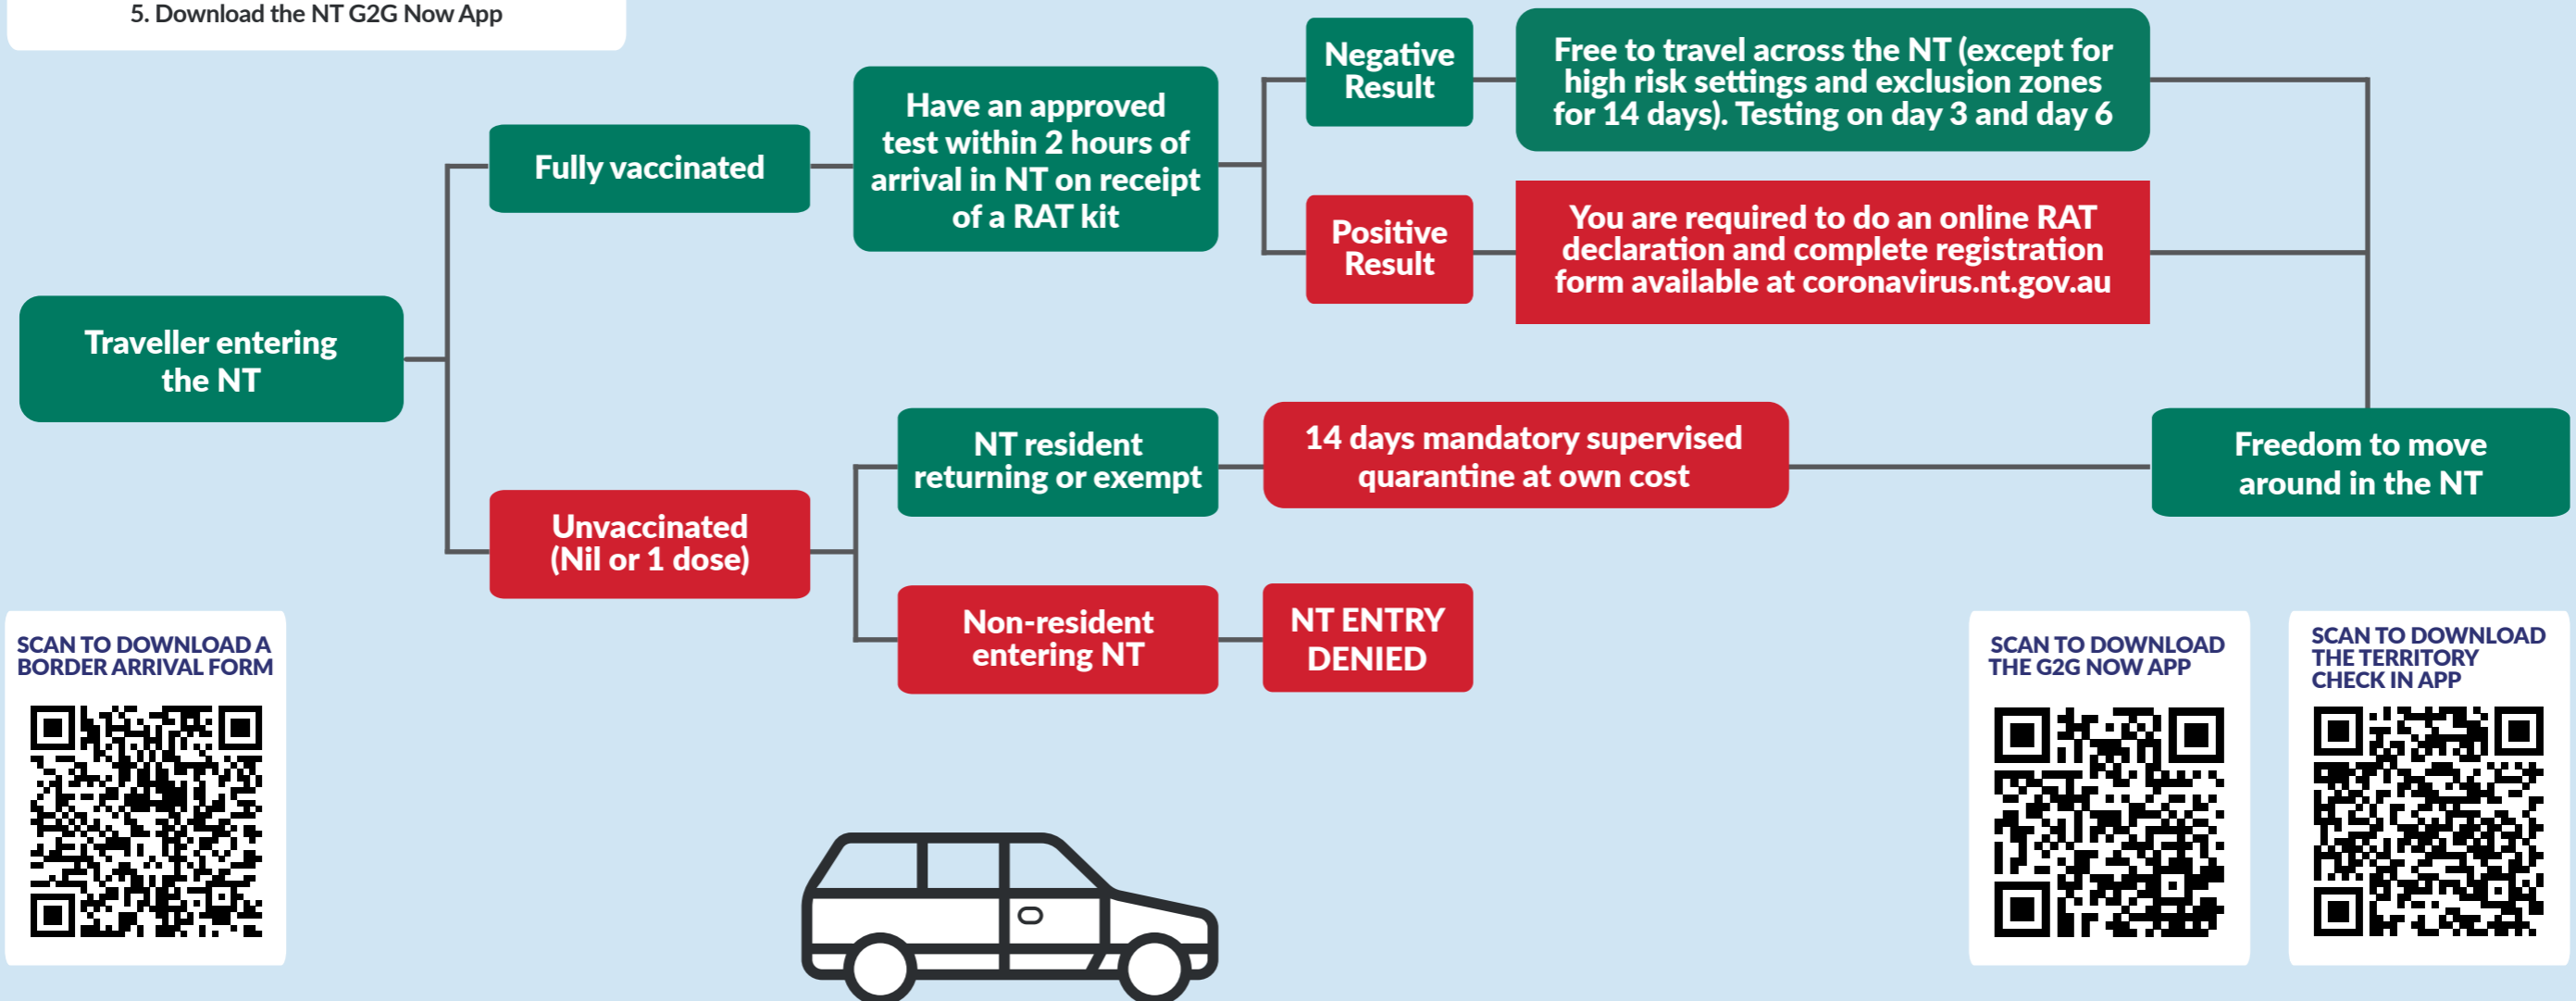 5. Download the NT G2G Now App
Traveller entering
the NT
Fully vaccinated
Have an approved
test within 2 hours of
arrival in NT on receipt
of a RAT kit
Negative
Result
Free to travel across the NT (except for
high risk settings and exclusion zones
for 14 days). Testing on day 3 and day 6
Positive
Result
You are required to do an online RAT
declaration and complete registration
form available at coronavirus.nt.gov.au
Unvaccinated
(Nil or 1 dose)
NT resident
returning or exempt
14 days mandatory supervised
quarantine at own cost
Freedom to move
around in the NT
Non-resident
entering NT
NT ENTRY
DENIED
SCAN TO DOWNLOAD A
BORDER ARRIVAL FORM
SCAN TO DOWNLOAD
THE G2G NOW APP
SCAN TO DOWNLOAD
THE TERRITORY
CHECK IN APP